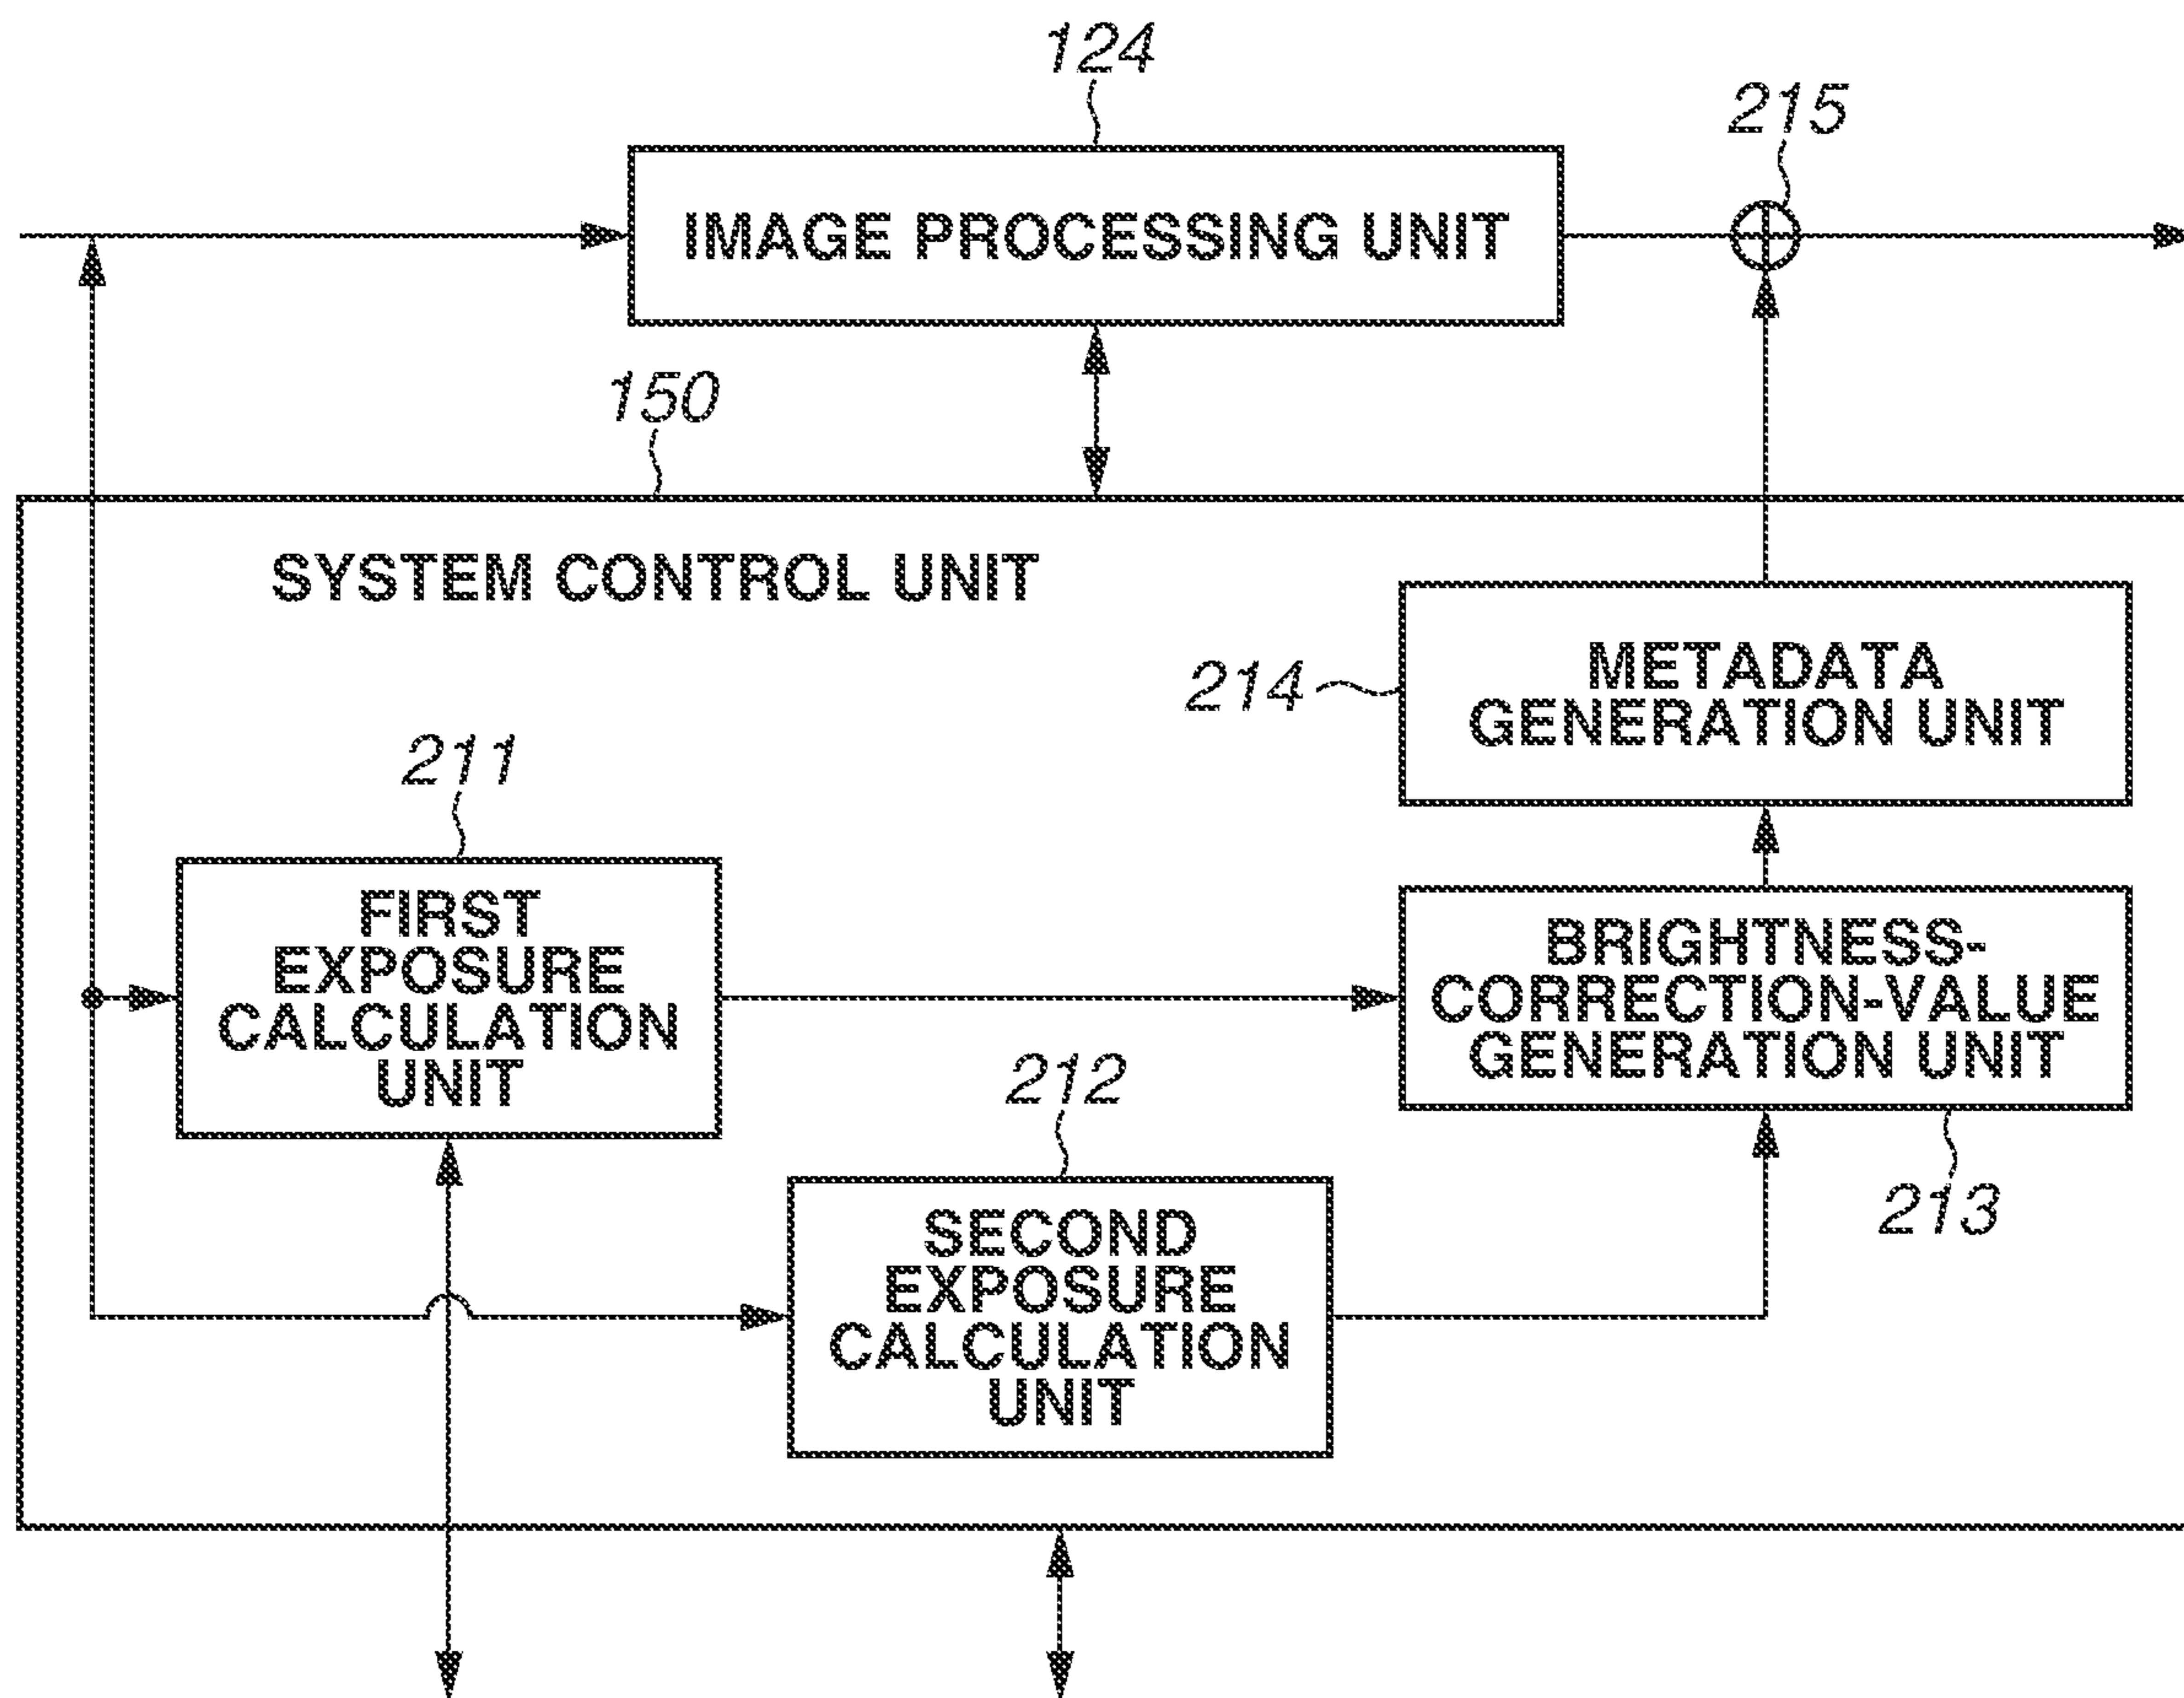 124
215
IMAGE PROCESSING UNIT
150
SYSTEM CONTROL UNIT
214
METADATA
GENERATION UNIT
211
FIRST
EXPOSURE
CALCULATION
UNIT
BRIGHTNESS-
CORRECTION-VALUE
GENERATION UNIT
213
212
SECOND
EXPOSURE
CALCULATION
UNIT